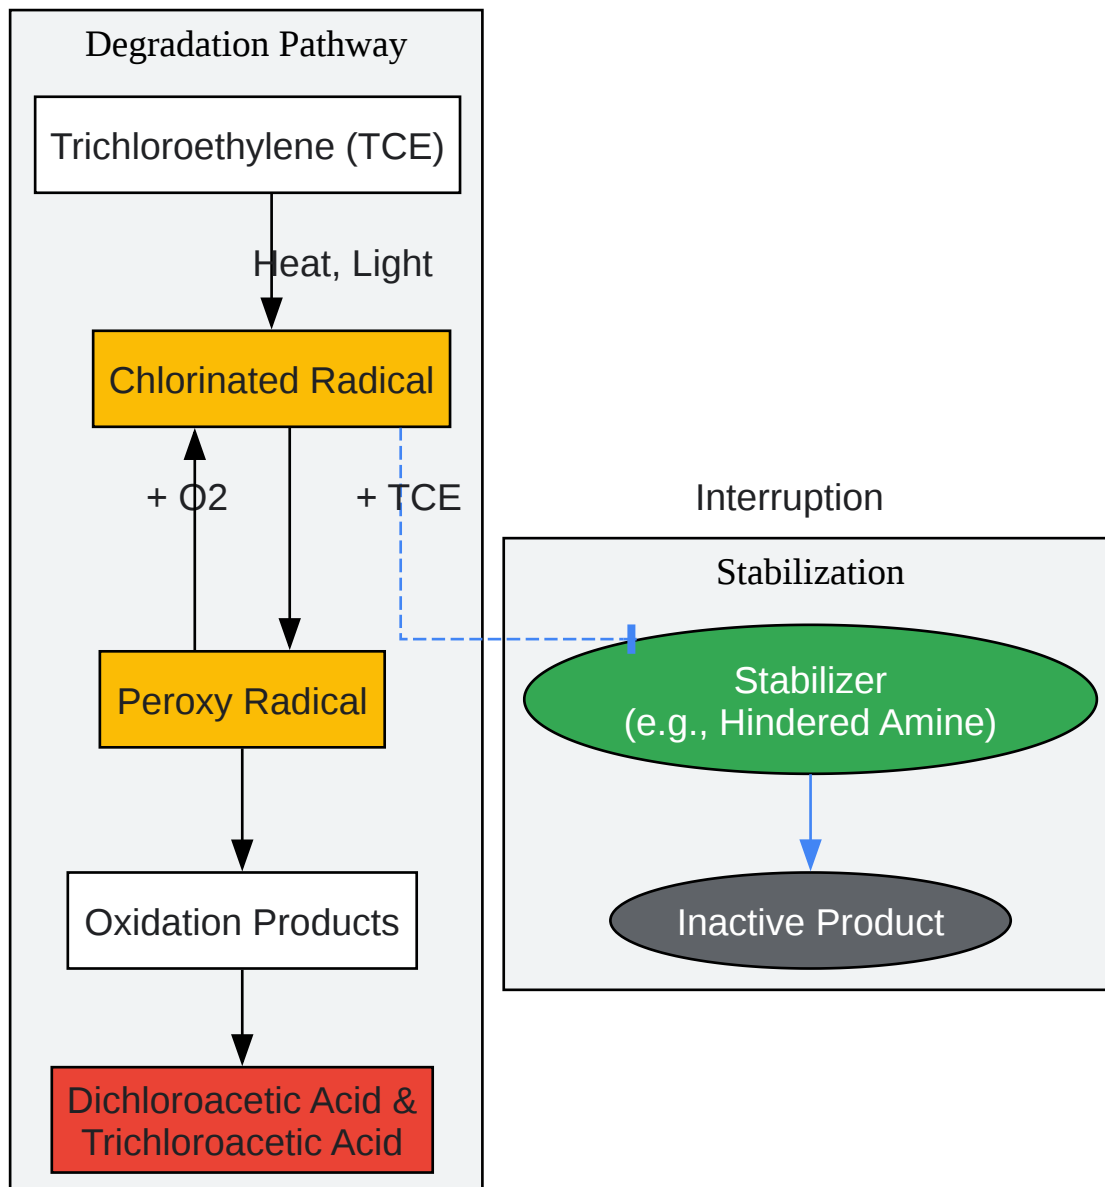 Degradation Pathway
Trichloroethylene (TCE)
Heat, Light
Chlorinated Radical
+ O2
+ TCE
Peroxy Radical
Oxidation Products
Dichloroacetic Acid &
Trichloroacetic Acid
Interruption
Stabilization
Stabilizer
(e.g., Hindered Amine)
Inactive Product